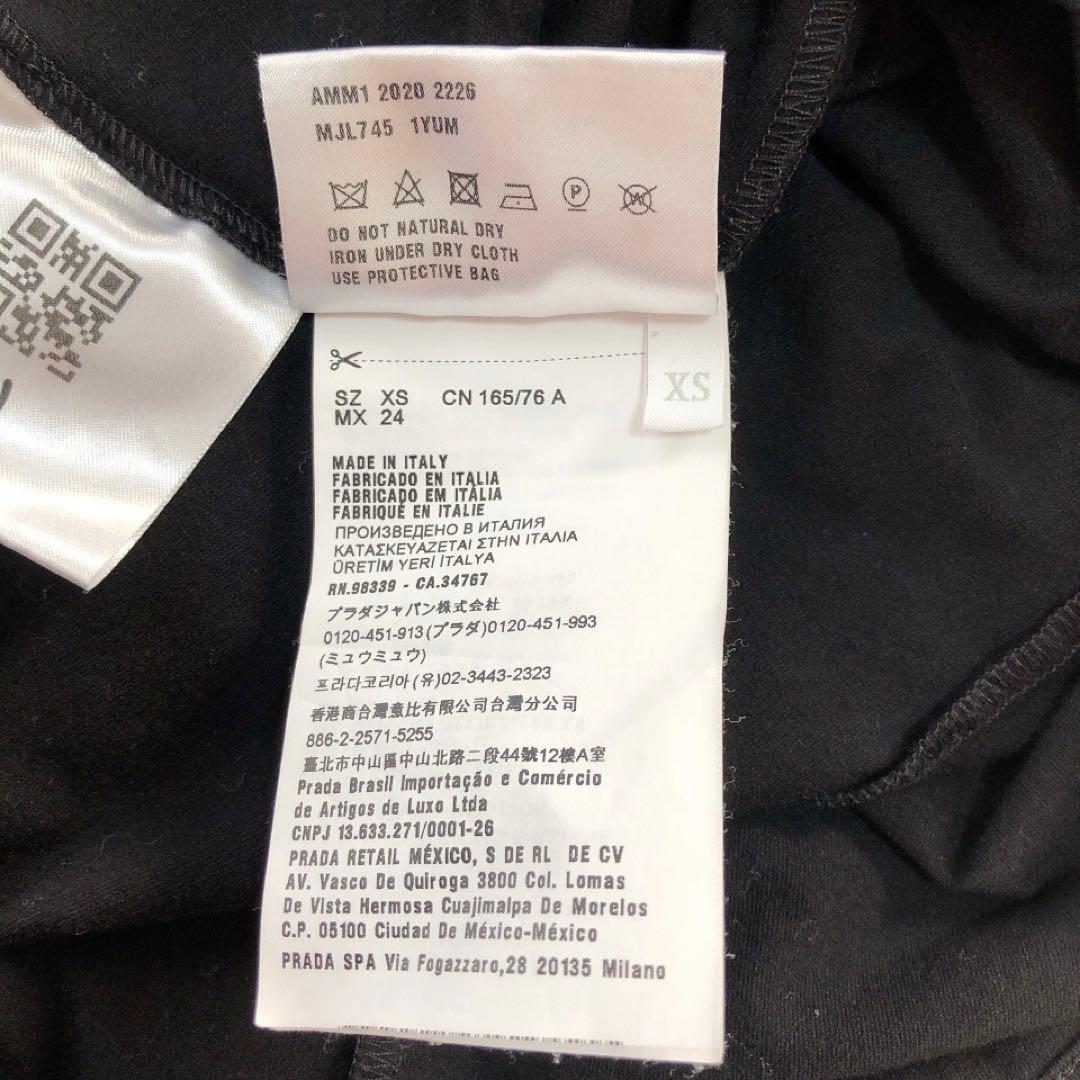 AMM1 2020 2226
MJL745 1YUM
P
W
DO NOT NATURAL DRY
IRON UNDER DRY CLOTH
USE PROTECTIVE BAG
XS
SZ XS CN 165/76 A
MX 24
MADE IN ITALY
FABRICADO EN ITALIA
FABRICADO EM ITÁLIA
FABRIQUÉ EN ITALIE
ПРОИЗВЕДЕНО В ИТАЛИЯ
ΚΑΤΑΣΚΕΥΑΖΕΤΑΙ ΣΤΗΝ ΙΤΑΛΙΑ
ÜRETİM YERİ İTALYA
RN.98339 - CA.34767
プラダジャパン株式会社
0120-451-913(プラダ)0120-451-993
(ミュウミュウ)
프라다코리아(유)02-3443-2323
香港商台灣意比有限公司台灣分公司
886-2-2571-5255
臺北市中山區中山北路二段44號12樓A室
Prada Brasil Importação e Comércio
de Artigos de Luxo Ltda
CNPJ 13.633.271/0001-26
PRADA RETAIL MÉXICO, S DE RL DE CV
AV. Vasco De Quiroga 3800 Col. Lomas
De Vista Hermosa Cuajimalpa De Morelos
C.P. 05100 Ciudad De México-México
PRADA SPA Via Fogazzaro,28 20135 Milano